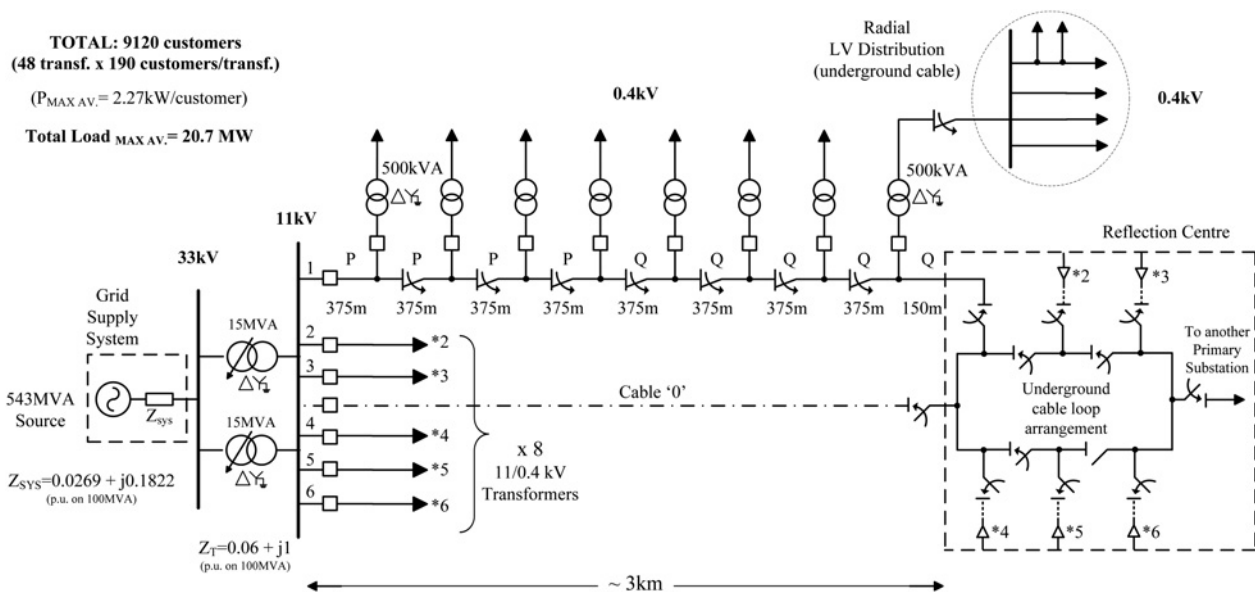 TOTAL: 9120 customers
(48 transf. x 190 customers/transf.)
(PMAX AV.= 2.27kW/customer)
Total Load MAX AV.= 20.7 MW
Radial
LV Distribution
(underground cable)
0.4kV
0.4kV
500kVA
500kVA
11kV
33kV
1
P
P
P
P
Q
Q
Q
Q
Q
375m
375m
375m
375m
375m
375m
375m
375m
150m
Reflection Centre
*2
*3
Grid
Supply
System
15MVA
2
*2
3
*3
Cable ‘0’
To another
Primary
Substation
543MVA
Source
Zsys
15MVA
4
*4
5
*5
6
*6
x 8
11/0.4 kV
Transformers
Underground
cable loop
arrangement
ZSYS=0.0269 + j0.1822
(p.u. on 100MVA)
*4
*5
*6
ZT=0.06 + j1
(p.u. on 100MVA)
~ 3km